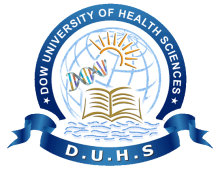 ★ DOW UNIVERSITY OF HEALTH SCIENCES ★
D.U.H.S